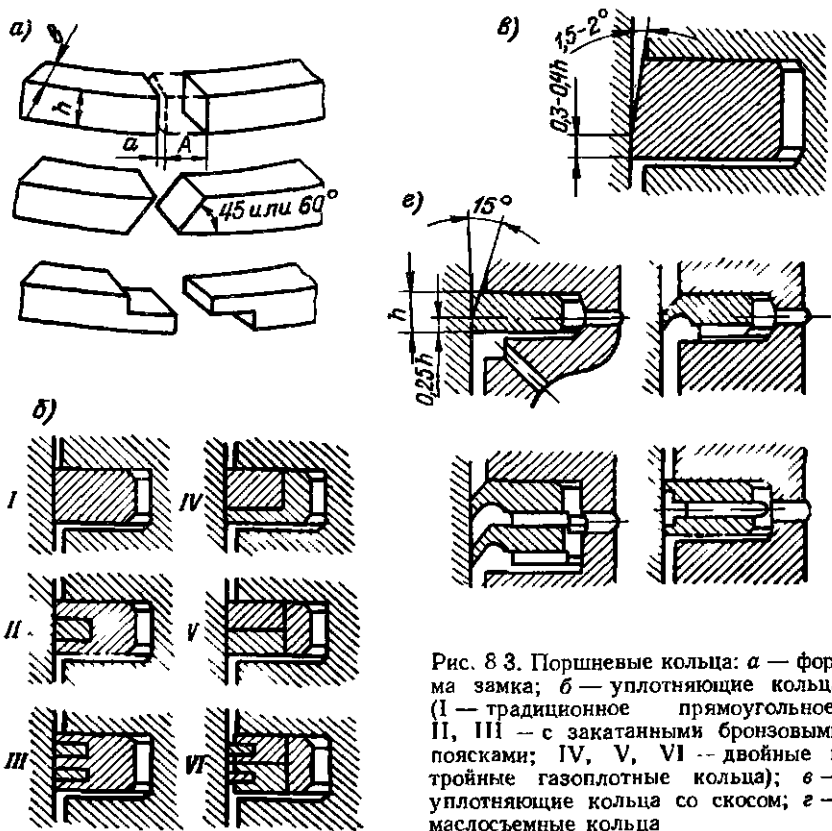 а)
в
h
а
А
45 или 60°
в)
1,5-2°
0,3-0,4h
г)
15°
h
0,25h
б)
I
IV
II
V
III
VI
Рис. 8 3. Поршневые кольца: а — фор
ма замка; б — уплотняющие кольц
(I — традиционное прямоугольное
II, III — с закатанными бронзовым
поясками; IV, V, VI -- двойные
тройные газоплотные кольца); в —
уплотняющие кольца со скосом; г —
маслосъемные кольца